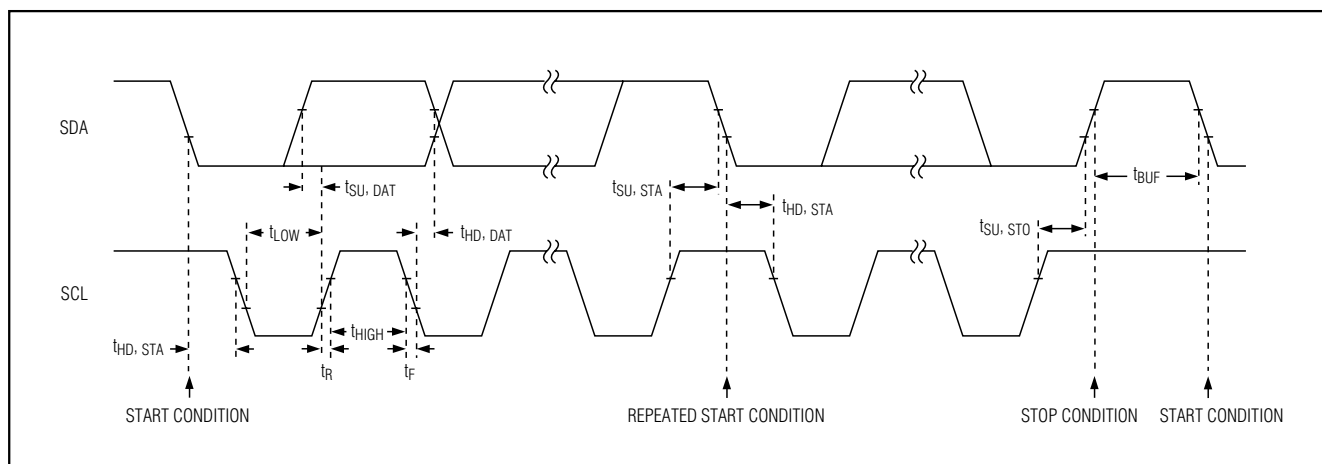 SDA
tSU, DAT
tSU, STA
tBUF
tHD, STA
tLOW
tHD, DAT
tSU, STO
SCL
tHIGH
tHD, STA
tR
tF
START CONDITION
REPEATED START CONDITION
STOP CONDITION
START CONDITION